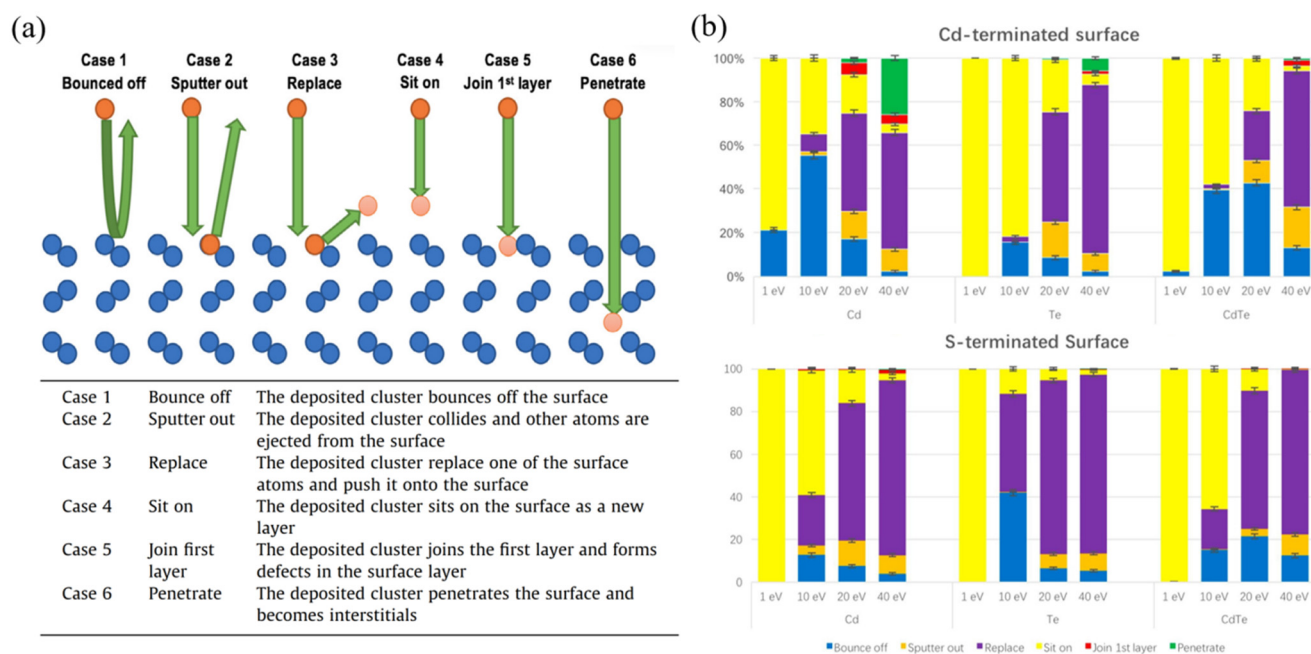 (a)
Case 1
Bounced off
Case 2
Sputter out
Case 3
Replace
Case 4
Sit on
Case 5
Join 1st layer
Case 6
Penetrate
Case 1 Bounce off The deposited cluster bounces off the surface
Case 2 Sputter out The deposited cluster collides and other atoms are
ejected from the surface
Case 3 Replace The deposited cluster replace one of the surface
atoms and push it onto the surface
Case 4 Sit on The deposited cluster sits on the surface as a new
layer
Case 5 Join first The deposited cluster joins the first layer and forms
layer defects in the surface layer
Case 6 Penetrate The deposited cluster penetrates the surface and
becomes interstitials
(b)
Cd-terminated surface
100%
80%
60%
40%
20%
0%
1 eV 10 eV 20 eV 40 eV 1 eV 10 eV 20 eV 40 eV 1 eV 10 eV 20 eV 40 eV
Cd Te CdTe
S-terminated Surface
100
80
60
40
20
0
1 eV 10 eV 20 eV 40 eV 1 eV 10 eV 20 eV 40 eV 1 eV 10 eV 20 eV 40 eV
Cd Te CdTe
Bounce off Sputter out Replace Sit on Join 1st layer Penetrate